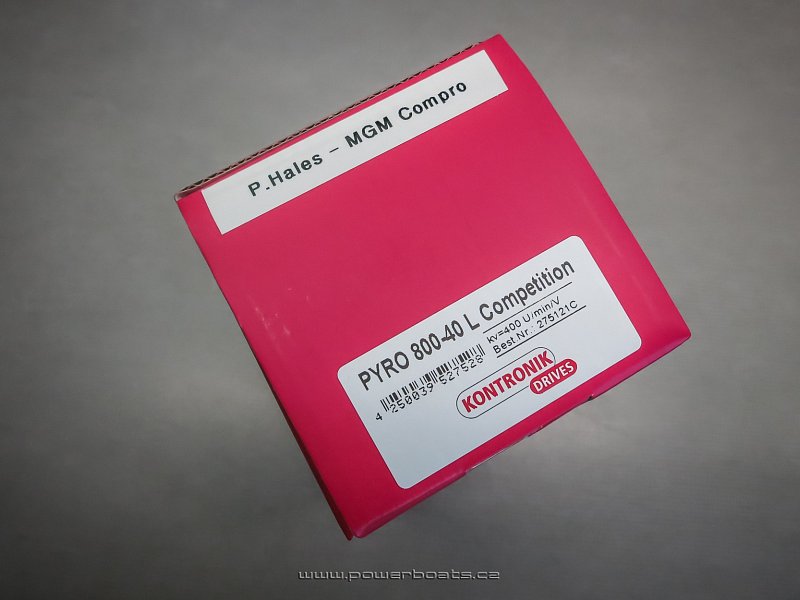 P.Hales - MGM Compro
PYRO 800-40 L Competition
kv=400 U/min/V
Best Nr.: 275121C
4 250039 527528
KONTRONIK
DRIVES
www.powerboats.cz